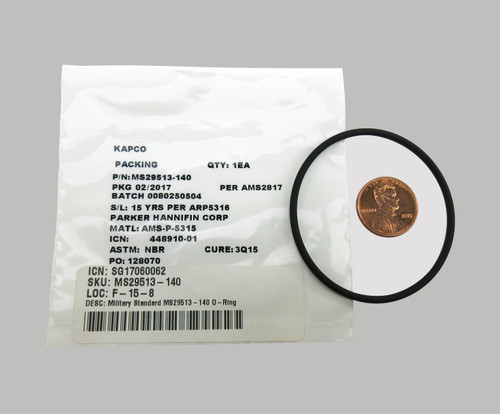 KAPCO
PACKING QTY: 1EA
P/N: MS29513-140
PKG 02/2017 PER AMS2817
BATCH 0080250504
S/L: 15 YRS PER ARP5316
PARKER HANNIFIN CORP
MATL: AMS-P-5315
ICN: 448910-01
ASTM: NBR CURE: 3Q15
PO: 128070
ICN: SG17060062
SKU: MS29513-140
LOC: F-15-8
DESC: Military Standard MS29513-140 O-Ring
LIBERTY